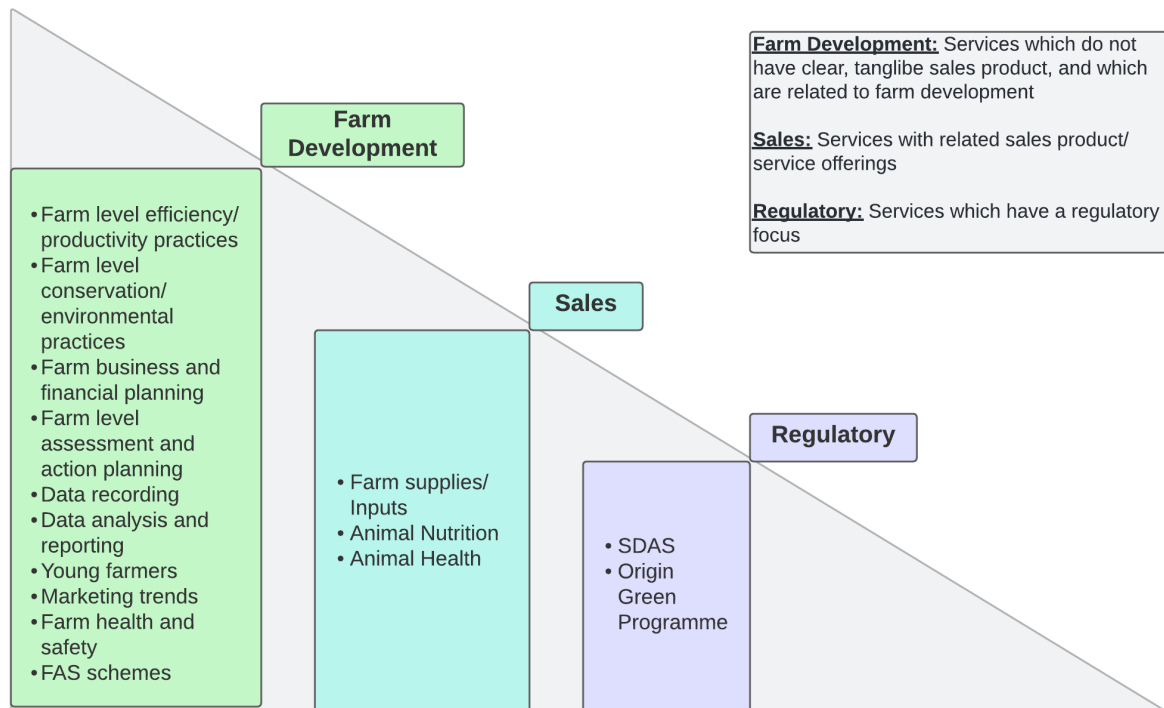 Farm Development: Services which do not
have clear, tanglibe sales product, and which
are related to farm development
Sales: Services with related sales product/
service offerings
Regulatory: Services which have a regulatory
focus
Farm
Development
•Farm level efficiency/
productivity practices
•Farm level
conservation/
environmental
practices
•Farm business and
financial planning
•Farm level
assessment and
action planning
•Data recording
•Data analysis and
reporting
•Young farmers
•Marketing trends
•Farm health and
safety
•FAS schemes
Sales
• Farm supplies/
Inputs
• Animal Nutrition
• Animal Health
Regulatory
• SDAS
• Origin
Green
Programme